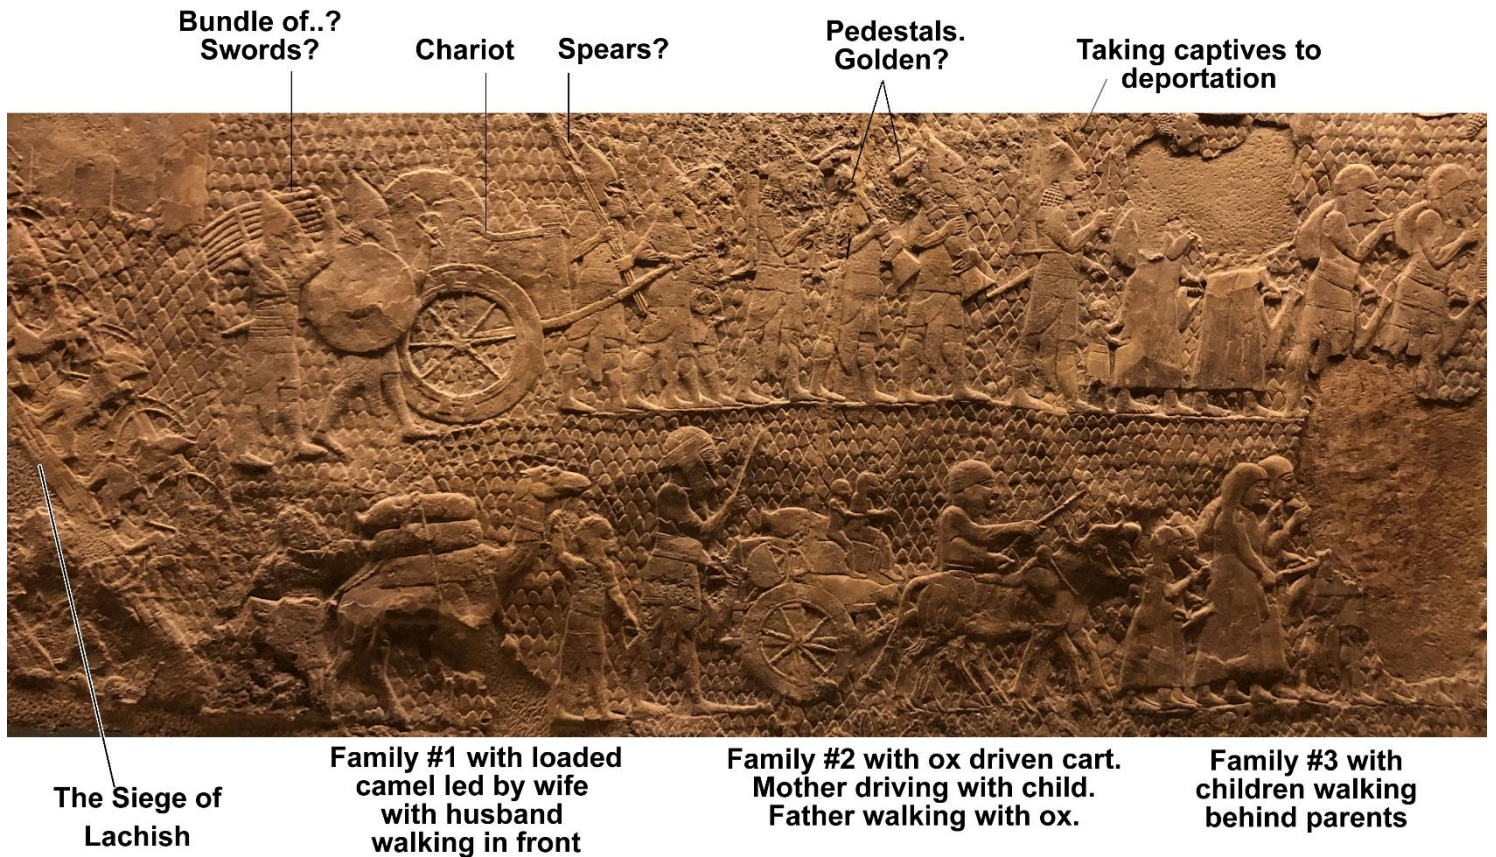 Bundle of..?
Swords?
Chariot
Spears?
Pedestals.
Golden?
Taking captives to
deportation
The Siege of
Lachish
Family #1 with loaded
camel led by wife
with husband
walking in front
Family #2 with ox driven cart.
Mother driving with child.
Father walking with ox.
Family #3 with
children walking
behind parents